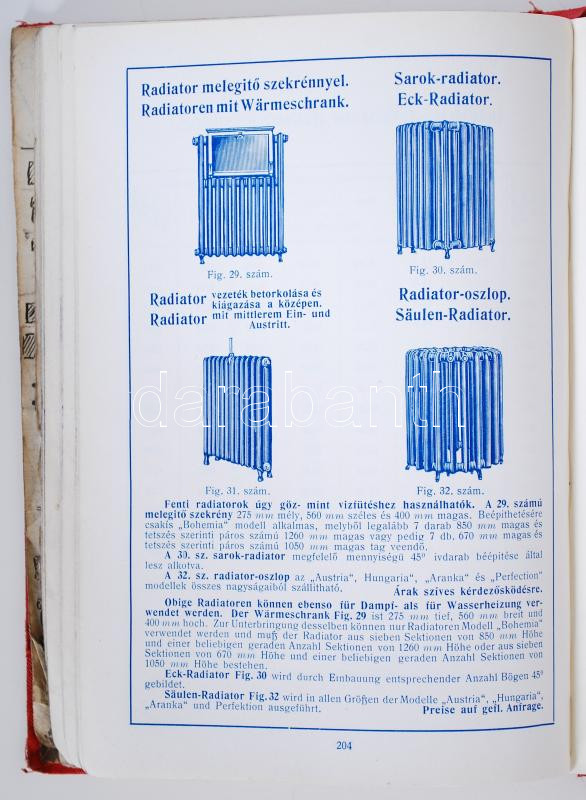 Radiator melegitő szekrénnyel.
Radiatoren mit Wärmeschrank.
Sarok-radiator.
Eck-Radiator.
Fig. 29. szám.
Fig. 30. szám.
Radiator vezeték betorkolása és kiágazása a középen.
Radiator mit mittlerem Ein- und Austritt.
Radiator-oszlop.
Säulen-Radiator.
Fig. 31. szám.
Fig. 32. szám.
Fenti radiatorok úgy göz- mint vizfütéshez használhatók. A 29. számú
melegitő szekrény 275 mm mély, 560 mm széles és 400 mm magas. Beépithetésére
csakis „Bohemia" modell alkalmas, melyből legalább 7 darab 850 mm magas és
tetszés szerinti páros számú 1260 mm magas vagy pedig 7 db. 670 mm magas és
tetszés szerinti páros számú 1050 mm magas tag veendő.
A 30. sz. sarok-radiator megfelelő mennyiségü 45° ivdarab beépitése által
lesz alkotva.
A 32. sz. radiator-oszlop az „Austria", Hungaria", „Aranka" és „Perfection"
modellek összes nagyságaiból szállítható. Árak szives kérdezősködésre.
Obige Radiatoren können ebenso für Dampf- als für Wasserheizung ver-
wendet werden. Der Wärmeschrank Fig. 29 ist 275 mm tief, 560 mm breit und
400 mm hoch. Zur Unterbringung desselben können nur Radiatoren Modell „Bohemia"
verwendet werden und muß der Radiator aus sieben Sektionen von 850 mm Höhe
und einer beliebigen geraden Anzahl Sektionen von 1260 mm Höhe oder aus sieben
Sektionen von 670 mm Höhe und einer beliebigen geraden Anzahl Sektionen von
1050 mm Höhe bestehen.
Eck-Radiator Fig. 30 wird durch Einbauung entsprechender Anzahl Bögen 45°
gebildet.
Säulen-Radiator Fig. 32 wird in allen Größen der Modelle „Austria", „Hungaria",
„Aranka" und Perfektion ausgeführt. Preise auf gefl. Anfrage.
204
darabanth